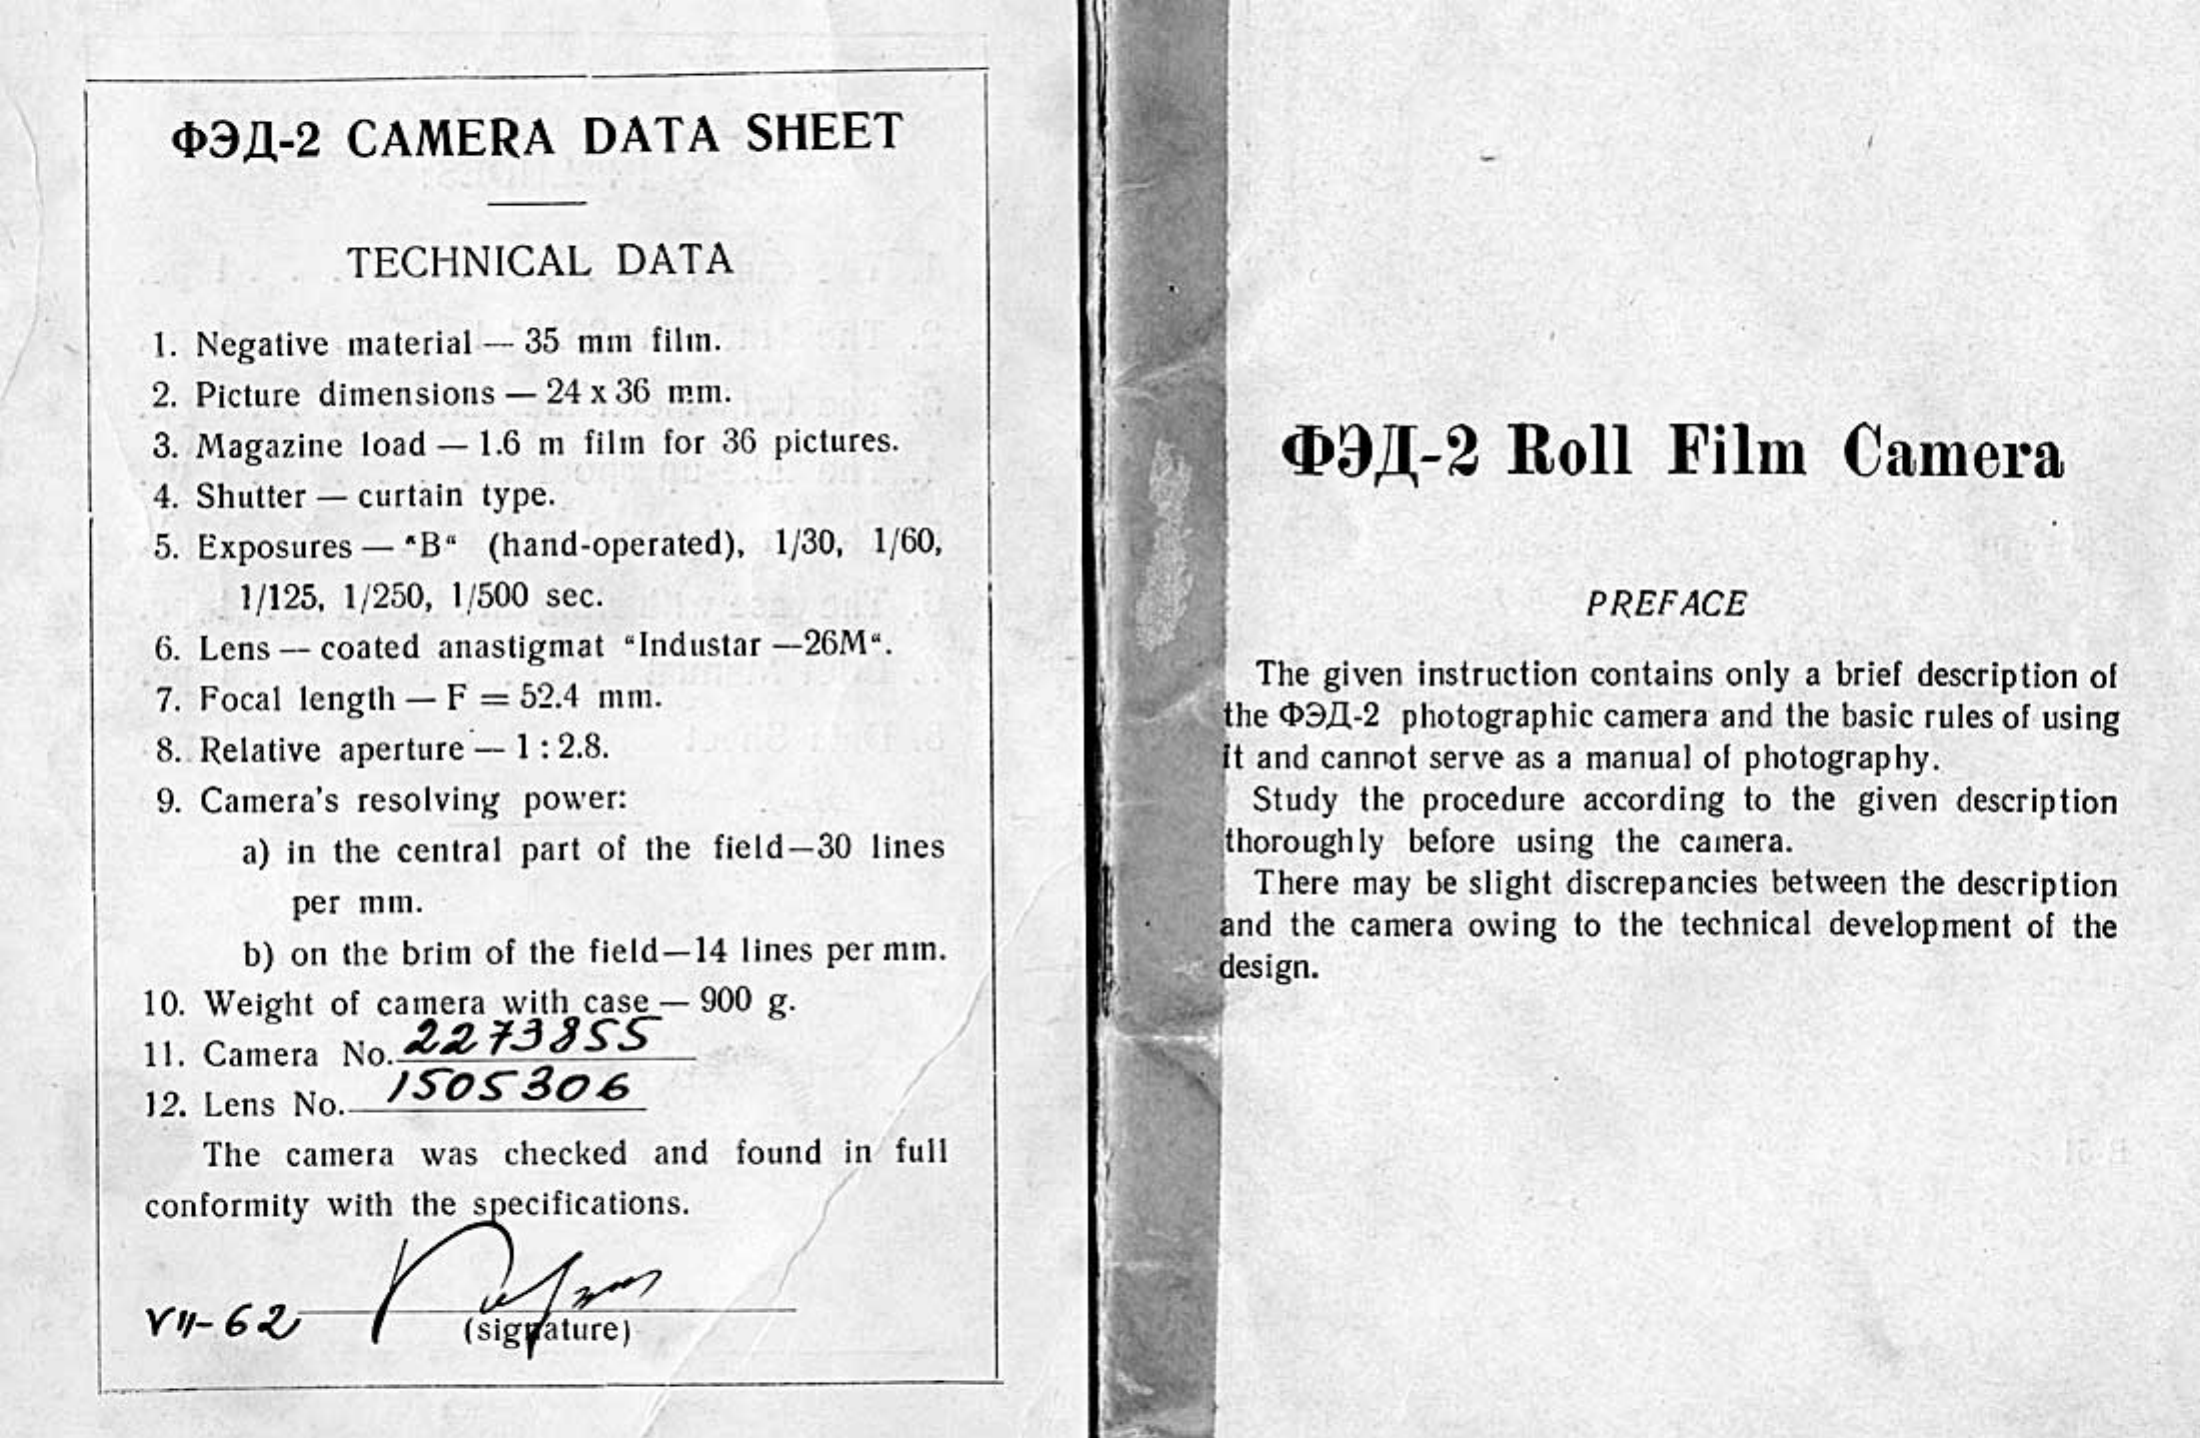 ФЭД-2 CAMERA DATA SHEET
TECHNICAL DATA
1. Negative material — 35 mm film.
2. Picture dimensions — 24 x 36 mm.
3. Magazine load — 1.6 m film for 36 pictures.
4. Shutter — curtain type.
5. Exposures — "B" (hand-operated), 1/30, 1/60,
1/125, 1/250, 1/500 sec.
6. Lens — coated anastigmat "Industar —26M".
7. Focal length — F = 52.4 mm.
8. Relative aperture — 1 : 2.8.
9. Camera's resolving power:
a) in the central part of the field—30 lines
per mm.
b) on the brim of the field—14 lines per mm.
10. Weight of camera with case — 900 g.
11. Camera No. 2273855
12. Lens No. 1505306
The camera was checked and found in full
conformity with the specifications.
VII-62
(signature)
ФЭД-2 Roll Film Camera
PREFACE
The given instruction contains only a brief description of
the ФЭД-2 photographic camera and the basic rules of using
it and cannot serve as a manual of photography.
Study the procedure according to the given description
thoroughly before using the camera.
There may be slight discrepancies between the description
and the camera owing to the technical development of the
design.